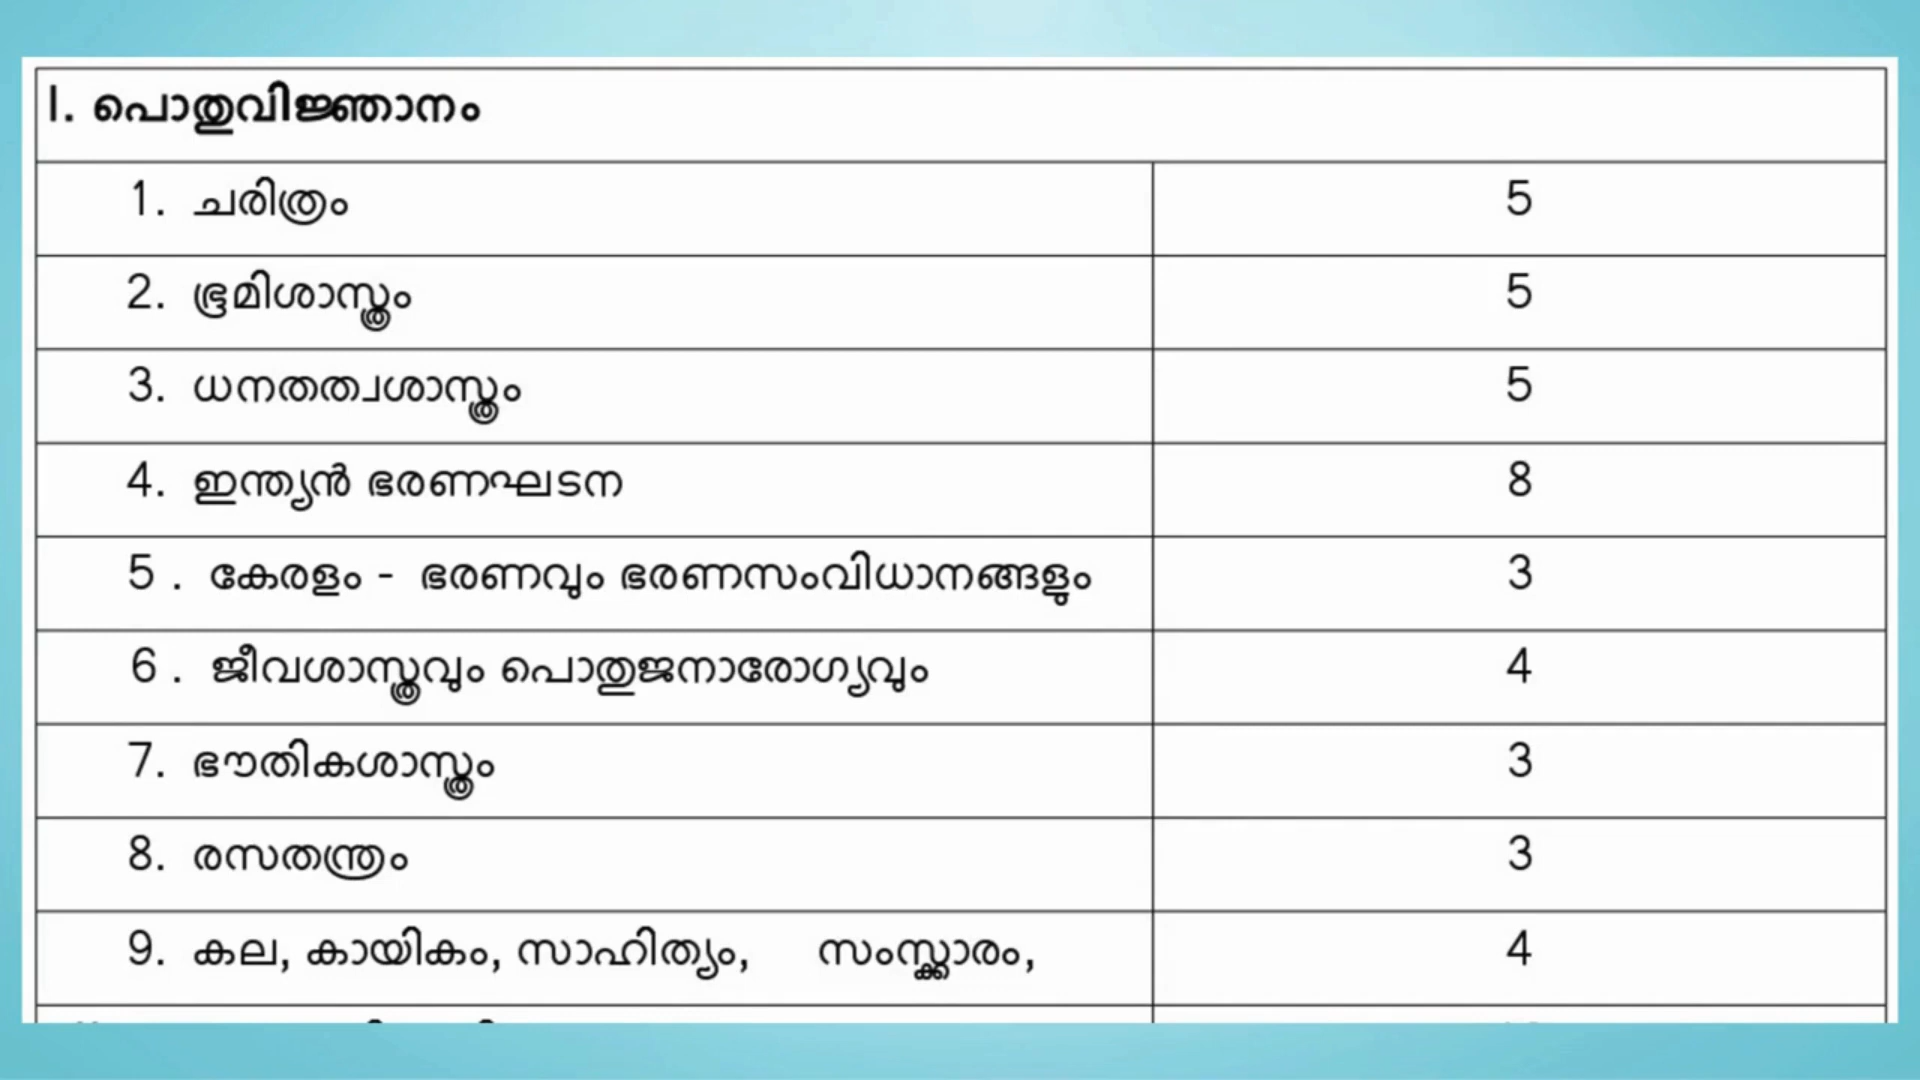 I. പൊതുവിജ്ഞാനം
1. ചരിത്രം 5
2. ഭൂമിശാസ്ത്രം 5
3. ധനതത്വശാസ്ത്രം 5
4. ഇന്ത്യൻ ഭരണഘടന 8
5 . കേരളം - ഭരണവും ഭരണസംവിധാനങ്ങളും 3
6 . ജീവശാസ്ത്രവും പൊതുജനാരോഗ്യവും 4
7. ഭൗതികശാസ്ത്രം 3
8. രസതന്ത്രം 3
9. കല, കായികം, സാഹിത്യം, സംസ്ക്കാരം, 4